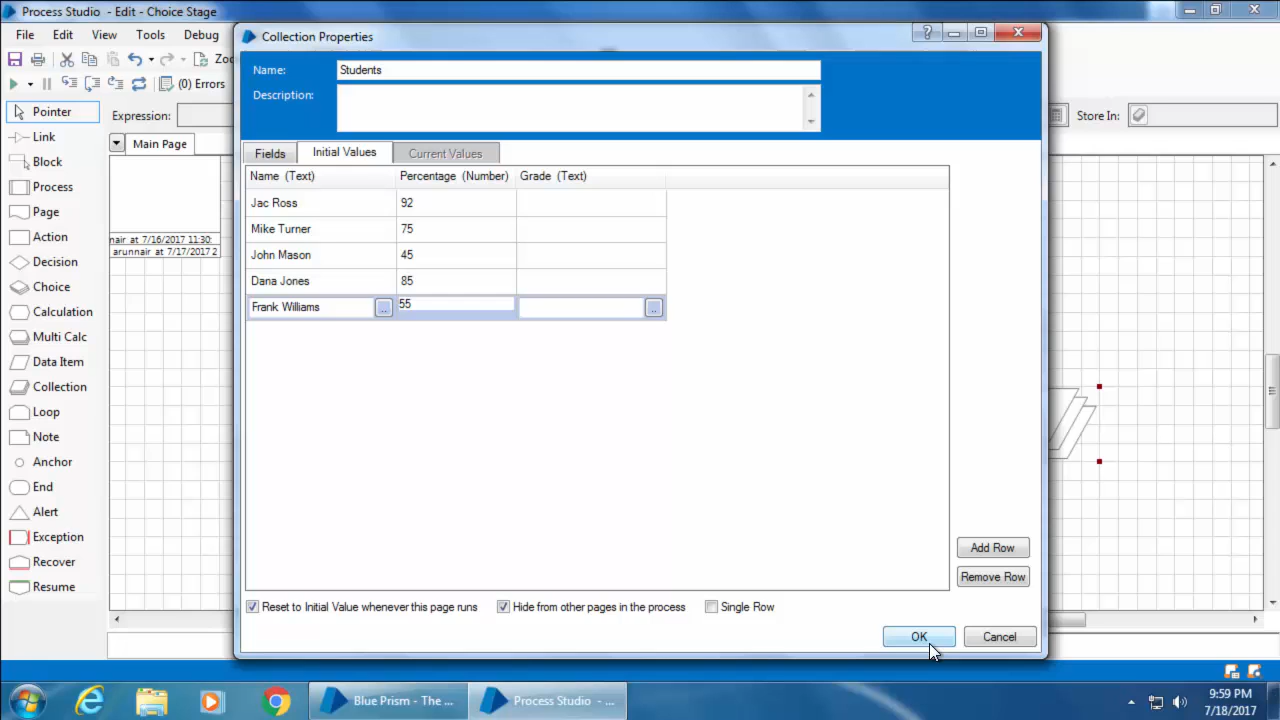 Process Studio - Edit - Choice Stage
File Edit View Tools Debug
Zoo
(0) Errors
Pointer
Link
Block
Process
Page
Action
Decision
Choice
Calculation
Multi Calc
Data Item
Collection
Loop
Note
Anchor
End
Alert
Exception
Recover
Resume
Expression:
Store In:
Main Page
nair at 7/16/2017 11:30:
arunnair at 7/17/2017 2
Collection Properties
Name: Students
Description:
Fields Initial Values Current Values
Name (Text) Percentage (Number) Grade (Text)
Jac Ross 92
Mike Turner 75
John Mason 45
Dana Jones 85
Frank Williams ... 55 ...
Add Row
Remove Row
Reset to Initial Value whenever this page runs Hide from other pages in the process Single Row
OK Cancel
Blue Prism - The ... Process Studio - ...
9:59 PM
7/18/2017